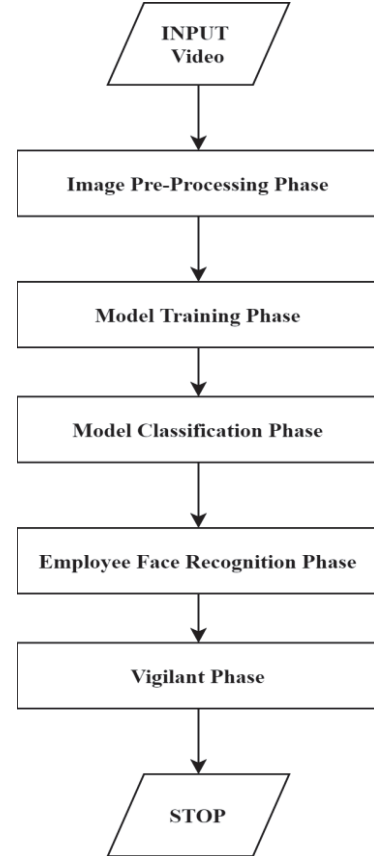 INPUT
Video
Image Pre-Processing Phase
Model Training Phase
Model Classification Phase
Employee Face Recognition Phase
Vigilant Phase
STOP